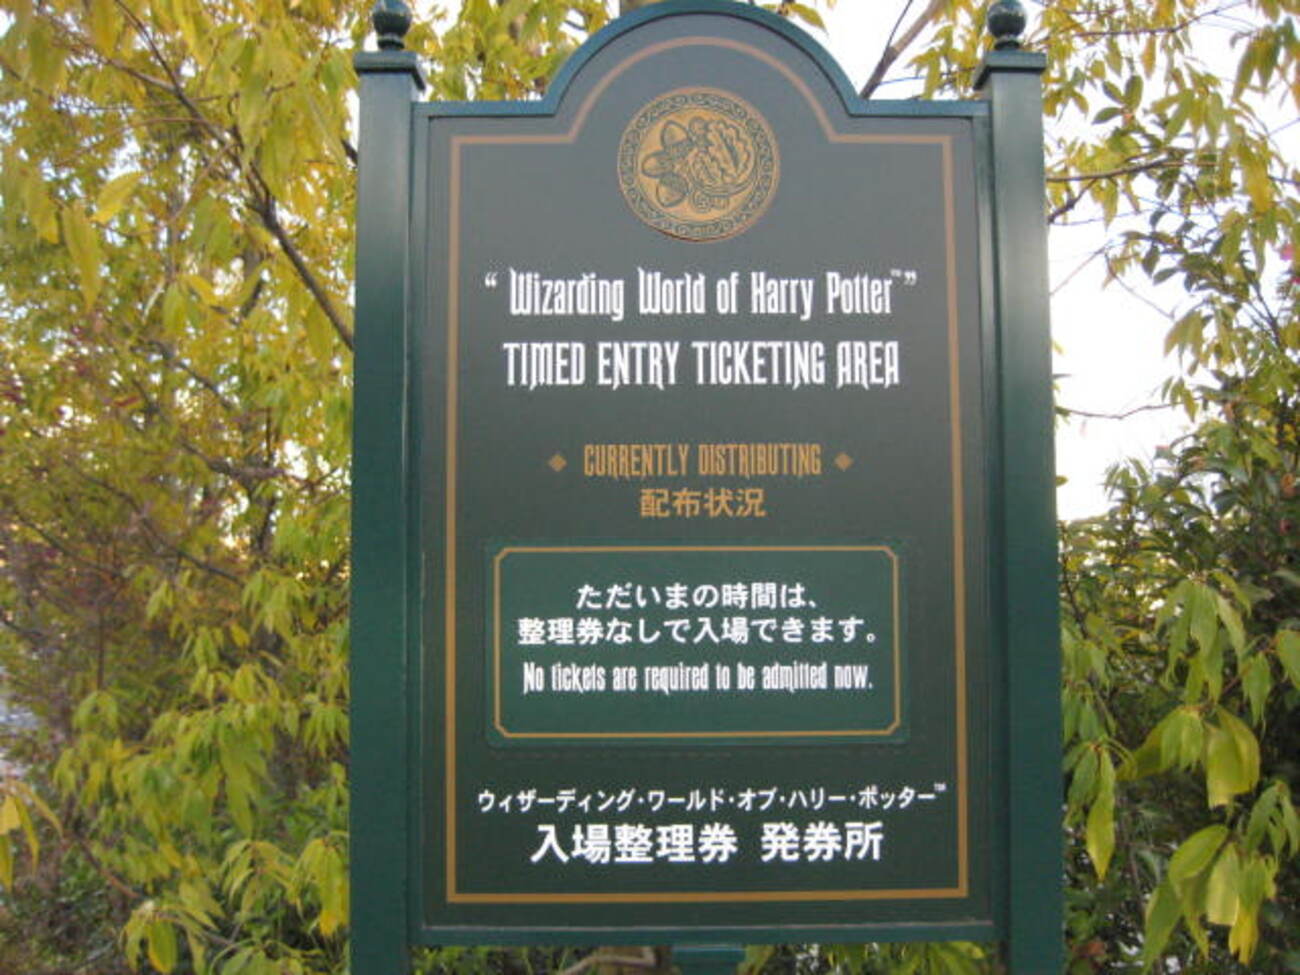 “Wizarding World of Harry Potter™”
TIMED ENTRY TICKETING AREA
◆ CURRENTLY DISTRIBUTING ◆
配布状況
ただいまの時間は、
整理券なしで入場できます。
No tickets are required to be admitted now.
ウィザーディング・ワールド・オブ・ハリー・ポッター™
入場整理券 発券所